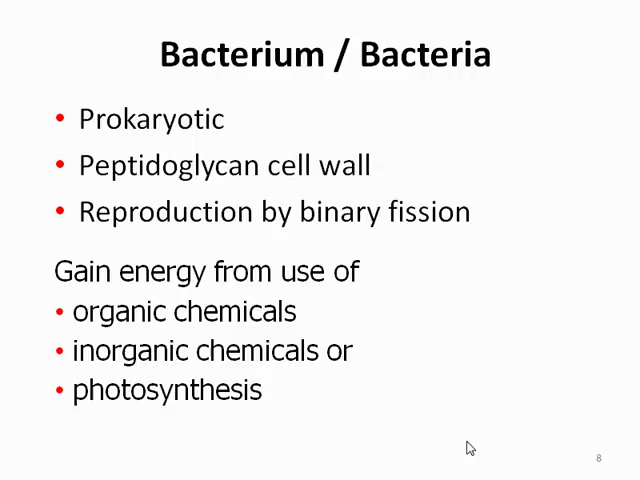 Bacterium / Bacteria
• Prokaryotic
• Peptidoglycan cell wall
• Reproduction by binary fission
Gain energy from use of
• organic chemicals
• inorganic chemicals or
• photosynthesis
8